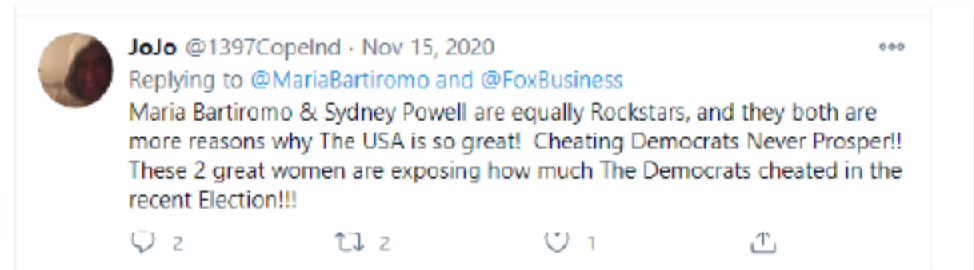 JoJo @1397Copelnd · Nov 15, 2020
Replying to @MariaBartiromo and @FoxBusiness
Maria Bartiromo & Sydney Powell are equally Rockstars, and they both are
more reasons why The USA is so great!  Cheating Democrats Never Prosper!!
These 2 great women are exposing how much The Democrats cheated in the
recent Election!!!
2 2 1